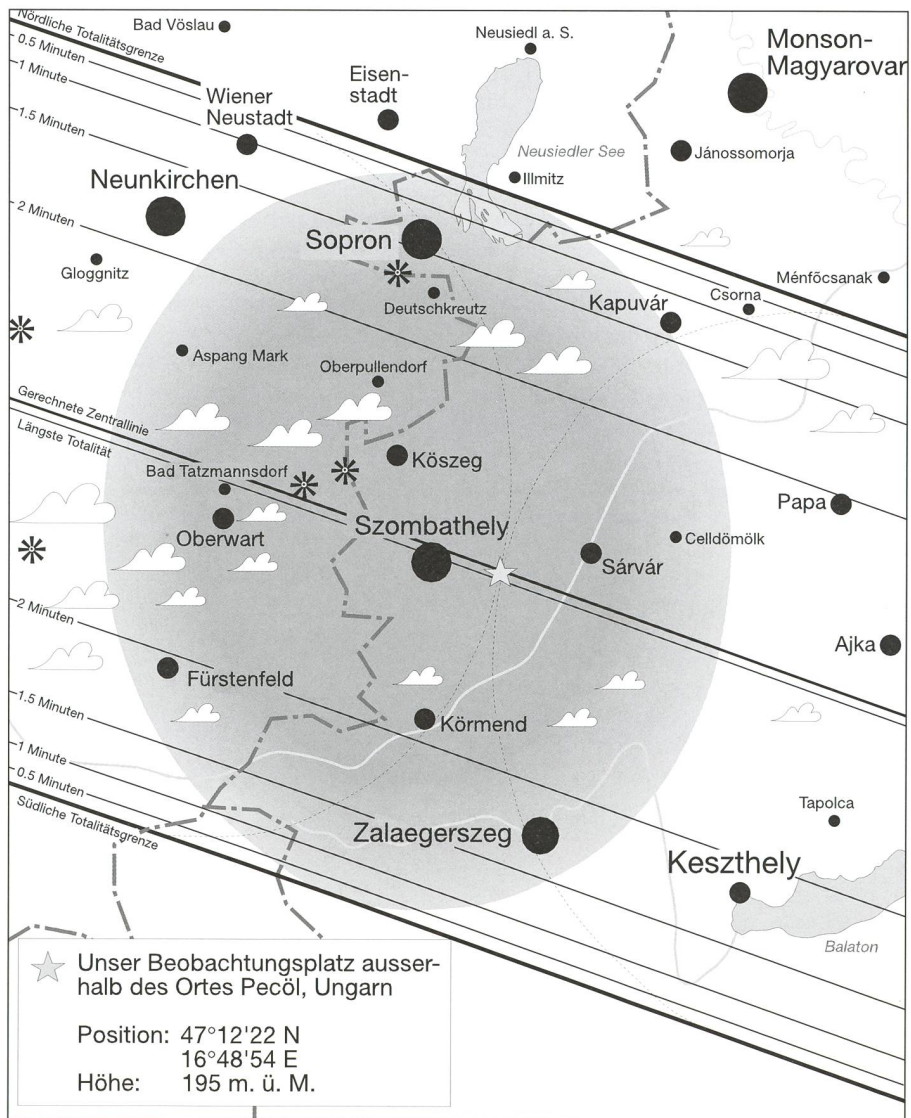 Nördliche Totalitätsgrenze
0.5 Minuten
1 Minute
1.5 Minuten
2 Minuten
Bad Vöslau
Neusiedl a. S.
Monson-
Magyarovar
Eisen-
stadt
Wiener
Neustadt
Neusiedler See
Jánossomorja
Illmitz
Neunkirchen
Sopron
Gloggnitz
Ménfőcsanak
Deutschkreutz
Kapuvár
Csorna
Aspang Mark
Oberpullendorf
Gerechnete Zentrallinie
Längste Totalität
Köszeg
Bad Tatzmannsdorf
Papa
Oberwart
Szombathely
Celldömölk
Sárvár
2 Minuten
Ajka
Fürstenfeld
1.5 Minuten
Körmend
1 Minute
0.5 Minuten
Südliche Totalitätsgrenze
Tapolca
Zalaegerszeg
Keszthely
Balaton
Unser Beobachtungsplatz ausser-
halb des Ortes Pecöl, Ungarn
Position: 47°12'22 N
16°48'54 E
Höhe: 195 m. ü. M.